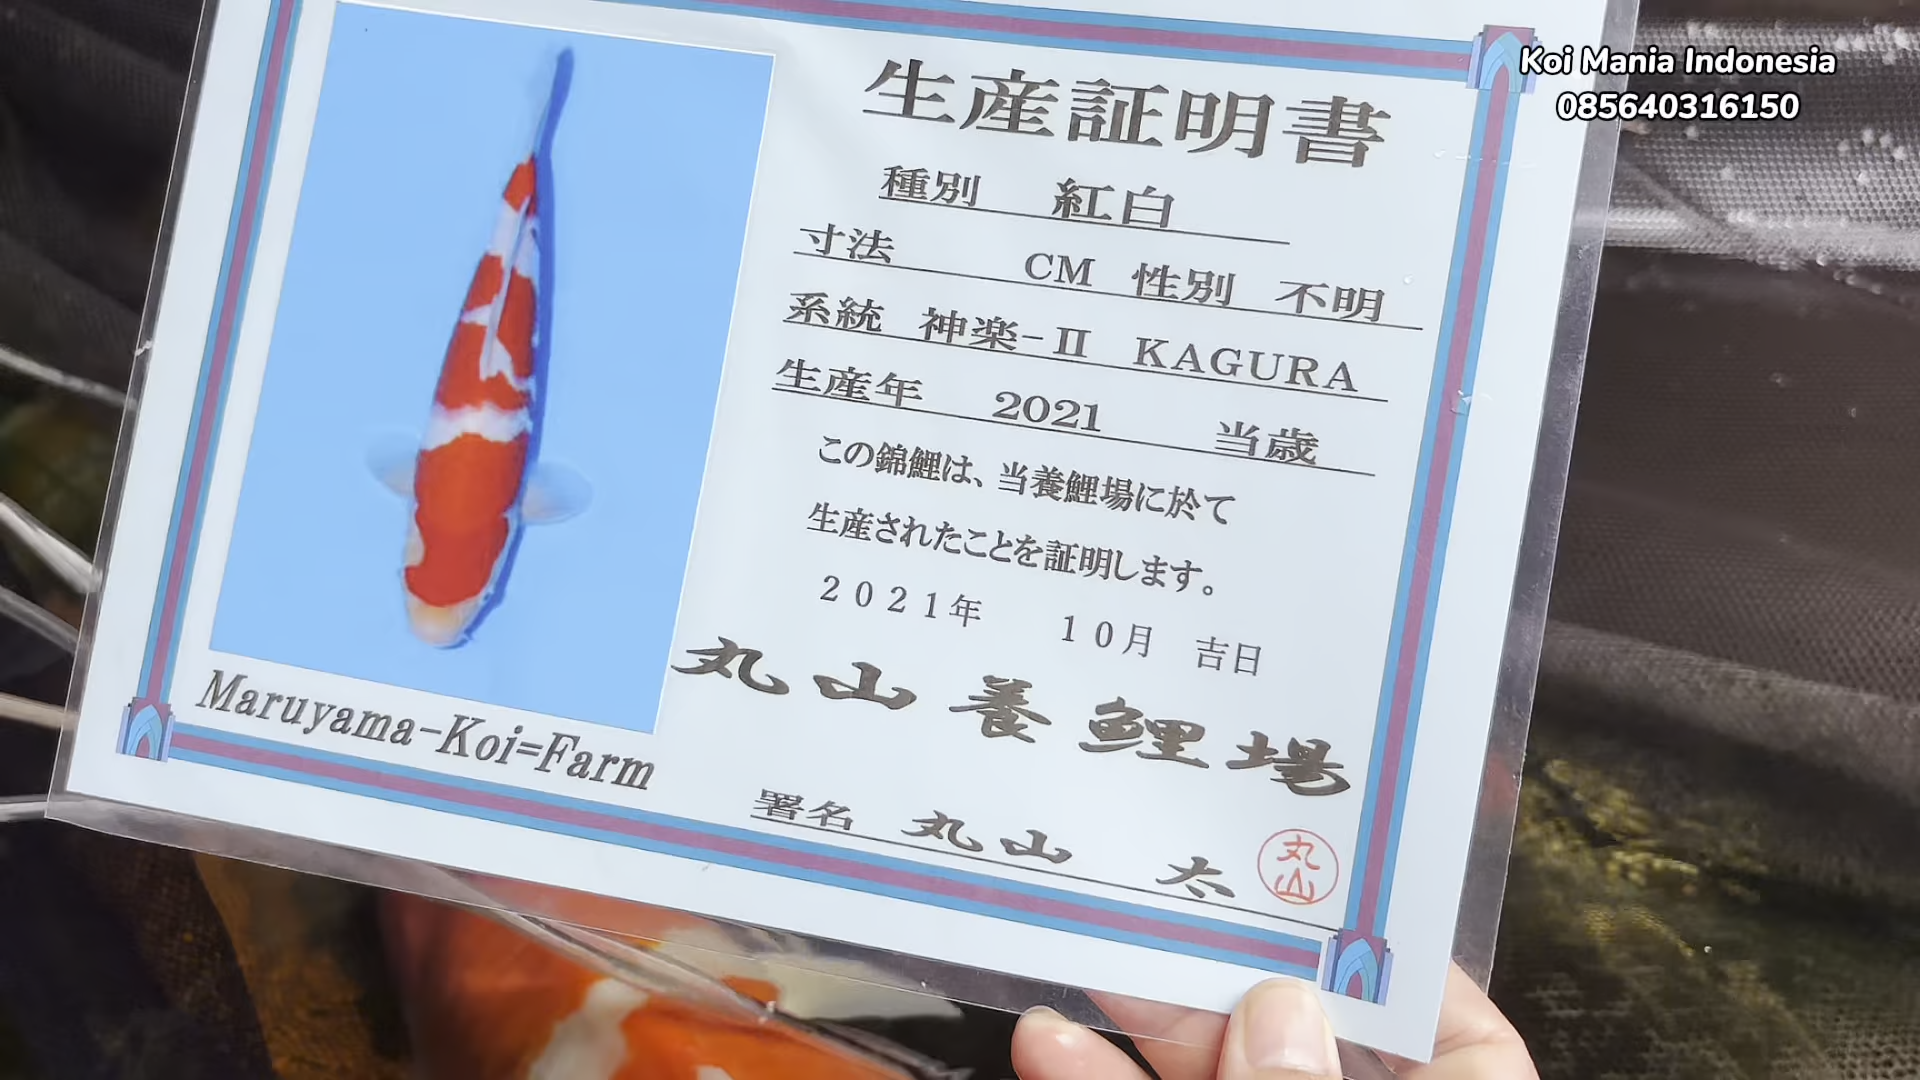 Koi Mania Indonesia
085640316150
生産証明書
種別 紅白
寸法 CM 性別 不明
系統 神楽-Ⅱ KAGURA
生産年 2021 当歳
この錦鯉は、当養鯉場に於て
生産されたことを証明します。
2021年 10月 吉日
丸山養鯉場
Maruyama-Koi=Farm
署名 丸山 太
丸山